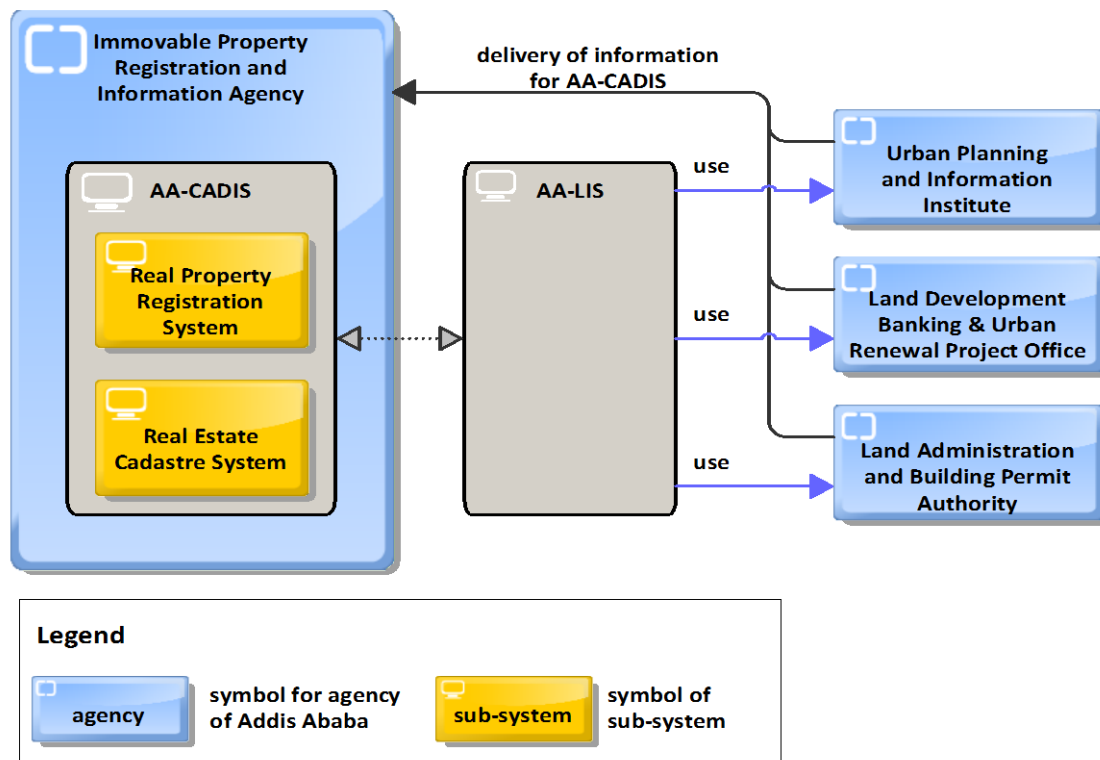 Immovable Property
Registration and
Information Agency
delivery of information
for AA-CADIS
AA-CADIS
Real Property
Registration
System
Real Estate
Cadastre System
AA-LIS
use
use
use
Urban Planning
and Information
Institute
Land Development
Banking & Urban
Renewal Project Office
Land Administration
and Building Permit
Authority
Legend
agency
symbol for agency
of Addis Ababa
sub-system
symbol of
sub-system